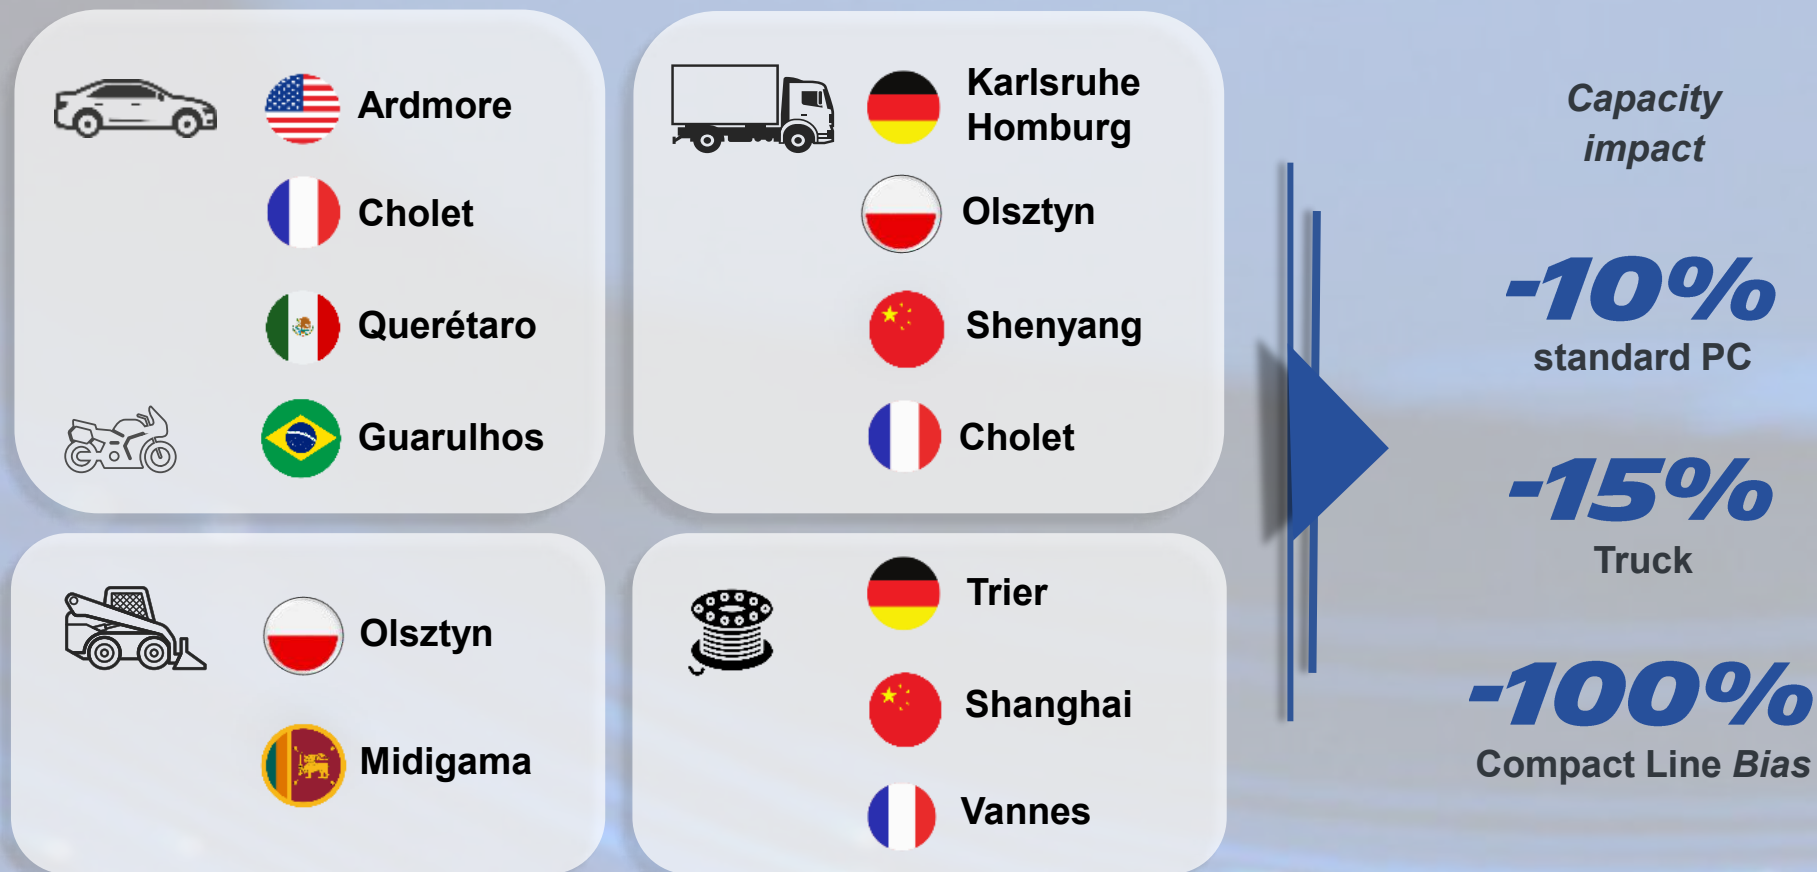 Ardmore
Cholet
Querétaro
Guarulhos
Karlsruhe
Homburg
Olsztyn
Shenyang
Cholet
Olsztyn
Midigama
Trier
Shanghai
Vannes
Capacity
impact
-10%
standard PC
-15%
Truck
-100%
Compact Line Bias